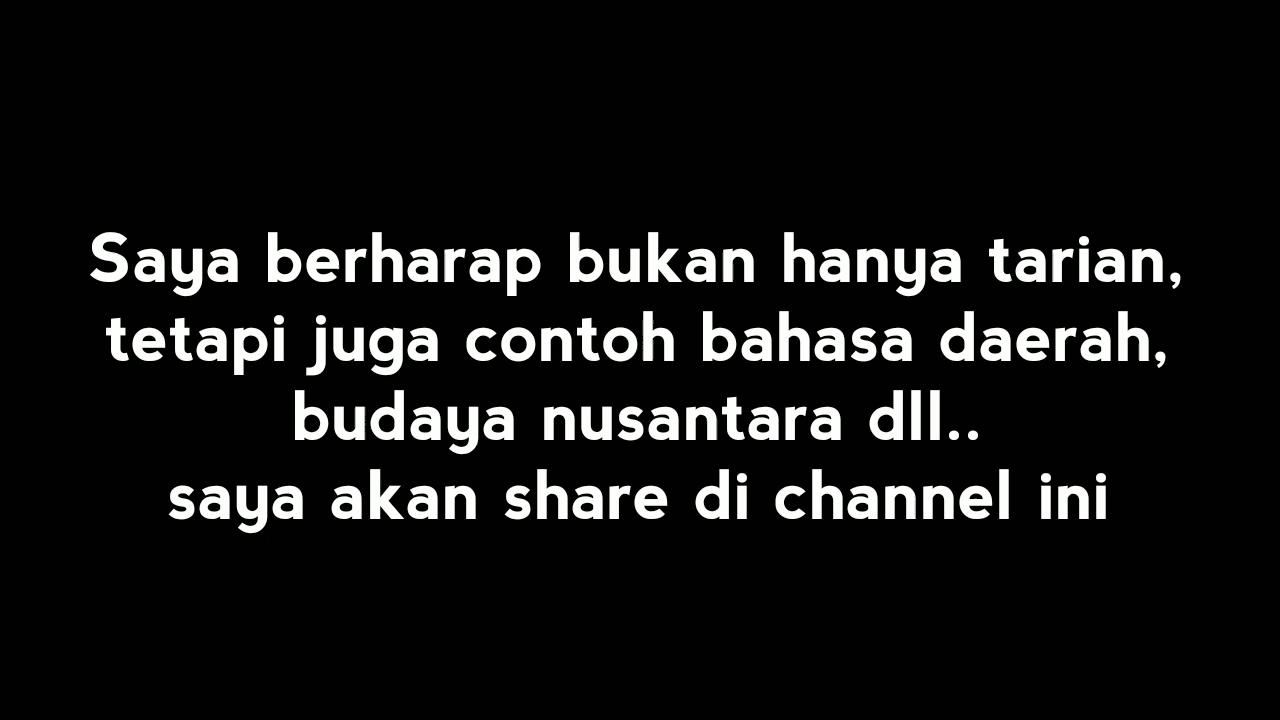 Saya berharap bukan hanya tarian,
tetapi juga contoh bahasa daerah,
budaya nusantara dll..
saya akan share di channel ini